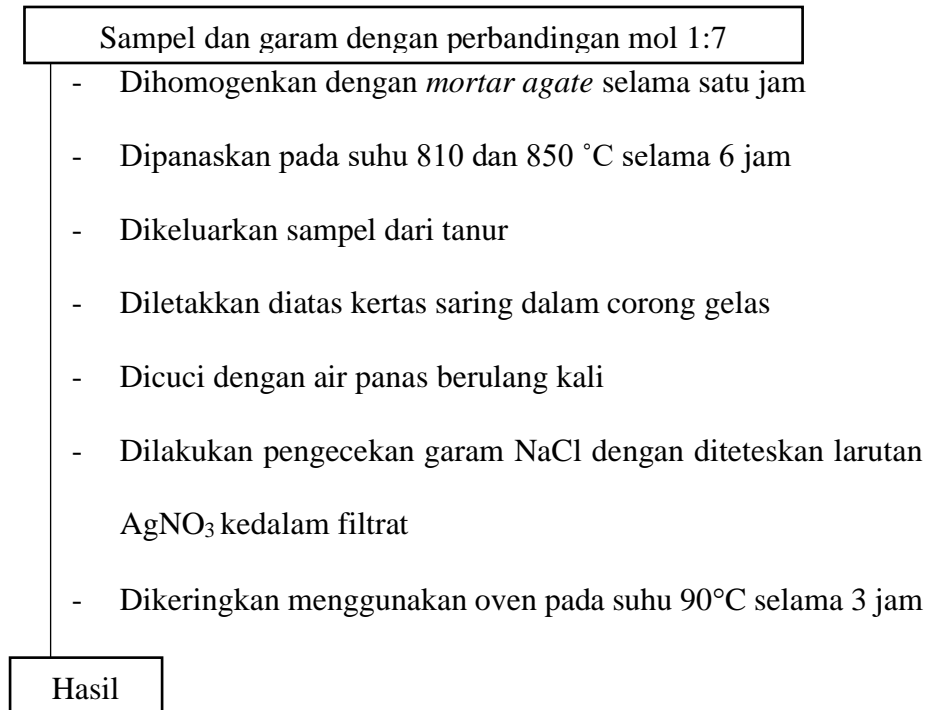 Sampel dan garam dengan perbandingan mol 1:7
- Dihomogenkan dengan mortar agate selama satu jam
- Dipanaskan pada suhu 810 dan 850 ˚C selama 6 jam
- Dikeluarkan sampel dari tanur
- Diletakkan diatas kertas saring dalam corong gelas
- Dicuci dengan air panas berulang kali
- Dilakukan pengecekan garam NaCl dengan diteteskan larutan
AgNO₃ kedalam filtrat
- Dikeringkan menggunakan oven pada suhu 90°C selama 3 jam
Hasil